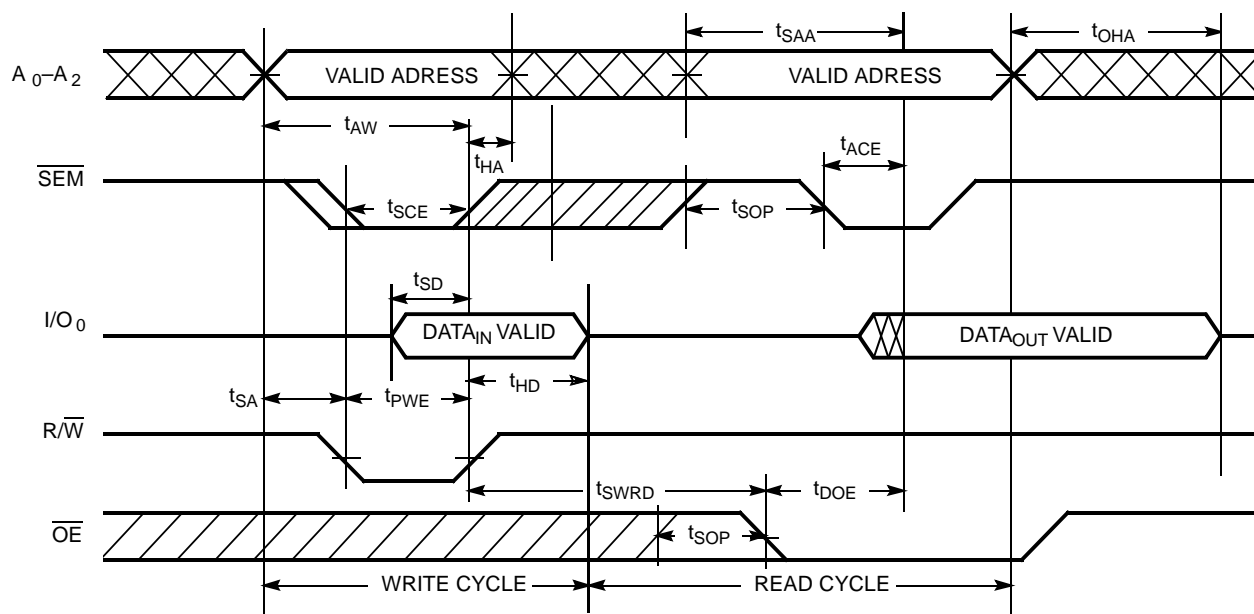 tSAA
tOHA
A0–A2
VALID ADRESS
VALID ADRESS
tAW
tHA
tACE
SEM
tSCE
tSOP
tSD
I/O0
DATAIN VALID
DATAOUT VALID
tSA
tPWE
tHD
R/W
tSWRD
tDOE
OE
tSOP
WRITE CYCLE
READ CYCLE